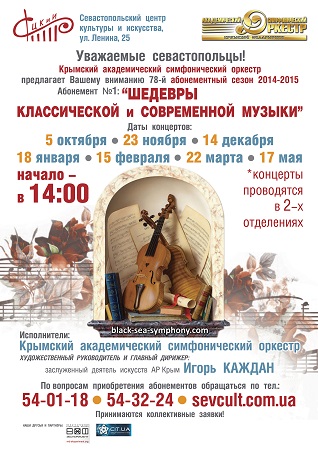 Севастопольский центр
культуры и искусства,
ул. Ленина, 25
ОРКЕСТР
Уважаемые севастопольцы!
Крымский академический симфонический оркестр
предлагает Вашему вниманию 78-й абонементный сезон 2014-2015
Абонемент №1: "ШЕДЕВРЫ
КЛАССИЧЕСКОЙ и СОВРЕМЕННОЙ МУЗЫКИ"
Даты концертов:
5 октября • 23 ноября • 14 декабря
18 января • 15 февраля • 22 марта • 17 мая
начало –
в 14:00
*концерты
проводятся
в 2-х
отделениях
black-sea-symphony.com
Исполнители:
Крымский академический симфонический оркестр
ХУДОЖЕСТВЕННЫЙ РУКОВОДИТЕЛЬ И ГЛАВНЫЙ ДИРИЖЕР:
заслуженный деятель искусств АР Крым Игорь КАЖДАН
По вопросам приобретения абонементов обращаться по тел.:
54-01-18 • 54-32-24 • sevcult.com.ua
Принимаются коллективные заявки!
НАШИ ДРУЗЬЯ И ПАРТНЕРЫ: